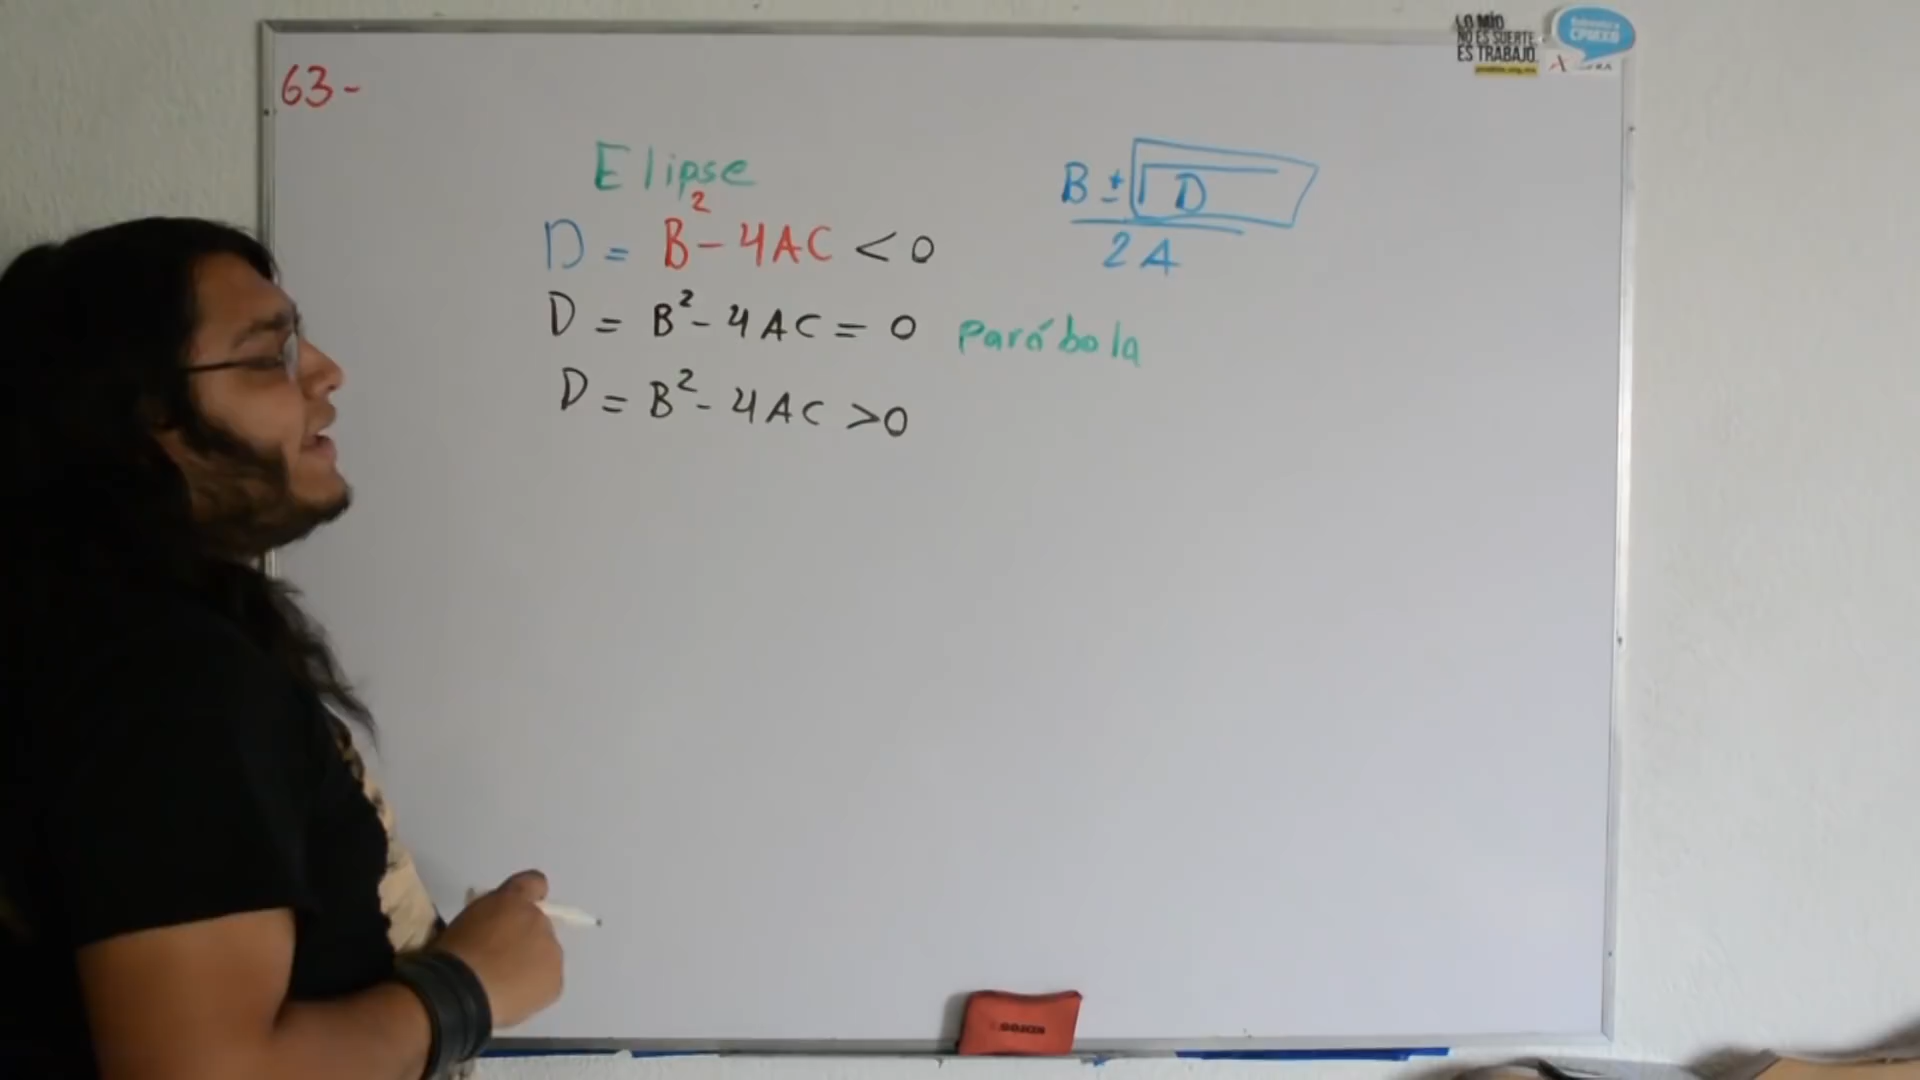 63-
Elipse
D = B² - 4AC < 0
D = B² - 4AC = 0 parábola
D = B² - 4AC > 0
B ± √D
2A
LO MÍO
NO ES SUERTE,
ES TRABAJO.